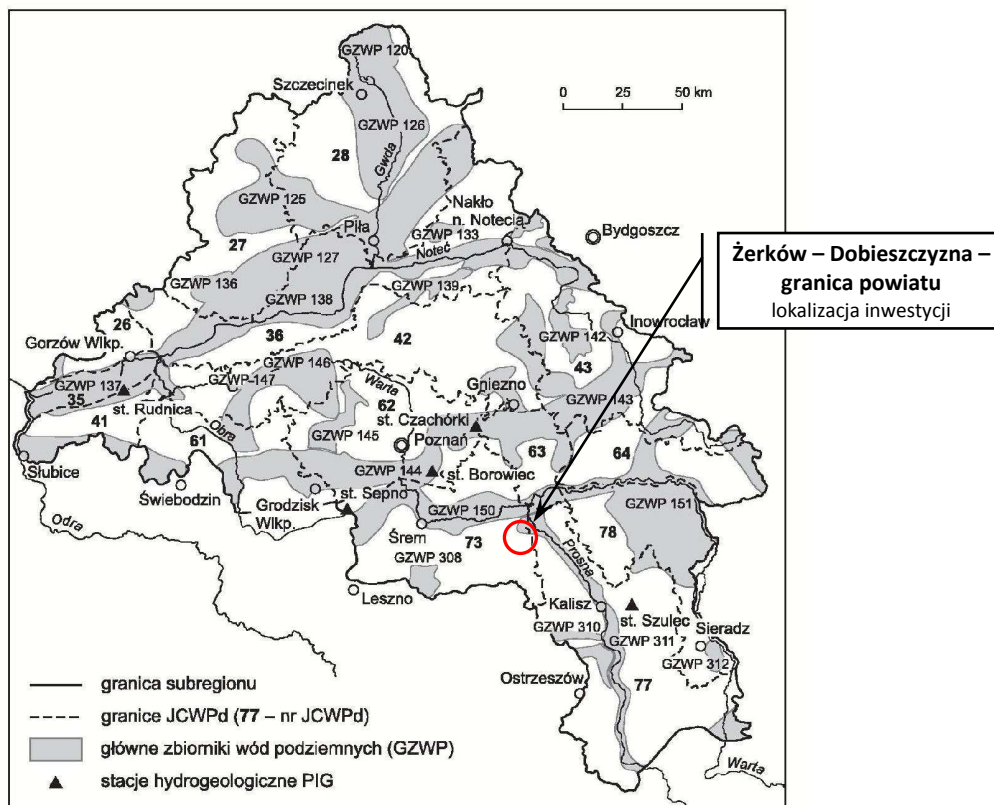 GZWP 120
Szczecinek
0 25 50 km
GZWP 126
28
Gwda
GZWP 125
Nakło
n. Notecią
Piła
GZWP 133
Bydgoszcz
27
Noteć
GZWP 127
GZWP 136
GZWP 138
GZWP 139
Żerków – Dobieszczyzna –
granica powiatu
lokalizacja inwestycji
26
36
42
Inowrocław
GZWP 142
Gorzów Wlkp.
43
GZWP 146
GZWP 137
GZWP 147
Warta
Gniezno
GZWP 143
35
st. Rudnica
62
st. Czachórki
41
Obra
GZWP 145
Poznań
61
63
64
Słubice
GZWP 144
st. Borowiec
Świebodzin
Grodzisk
Wlkp.
st. Sepno
GZWP 151
GZWP 150
Odra
Śrem
73
78
GZWP 308
Prosna
Leszno
Kalisz
st. Szulec
GZWP 310
GZWP 311
Sieradz
GZWP 312
Ostrzeszów
77
granica subregionu
granice JCWPd (77 – nr JCWPd)
główne zbiorniki wód podziemnych (GZWP)
stacje hydrogeologiczne PIG
Warta